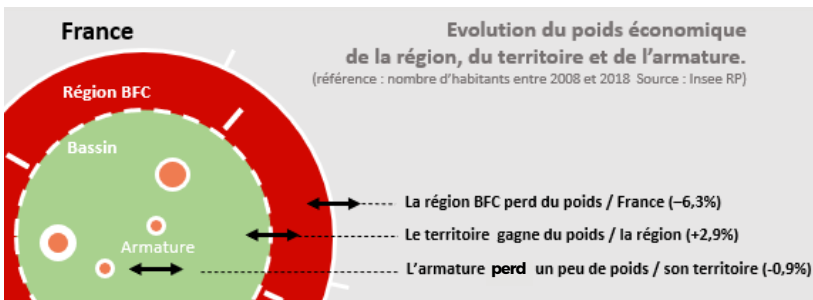 France
Evolution du poids économique
de la région, du territoire et de l'armature.
(référence : nombre d'habitants entre 2008 et 2018 Source : Insee RP)
Région BFC
Bassin
Armature
La région BFC perd du poids / France (–6,3%)
Le territoire gagne du poids / la région (+2,9%)
L'armature perd un peu de poids / son territoire (-0,9%)